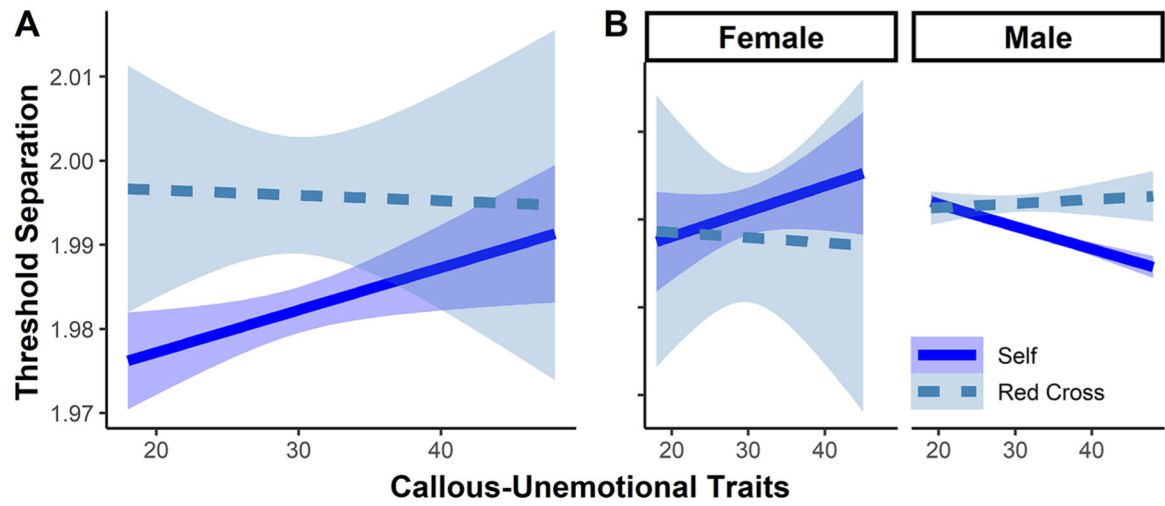 A
B
Female
Male
Threshold Separation
2.01
2.00
1.99
1.98
1.97
Self
Red Cross
20 30 40
20 30 40
20 30 40
Callous-Unemotional Traits